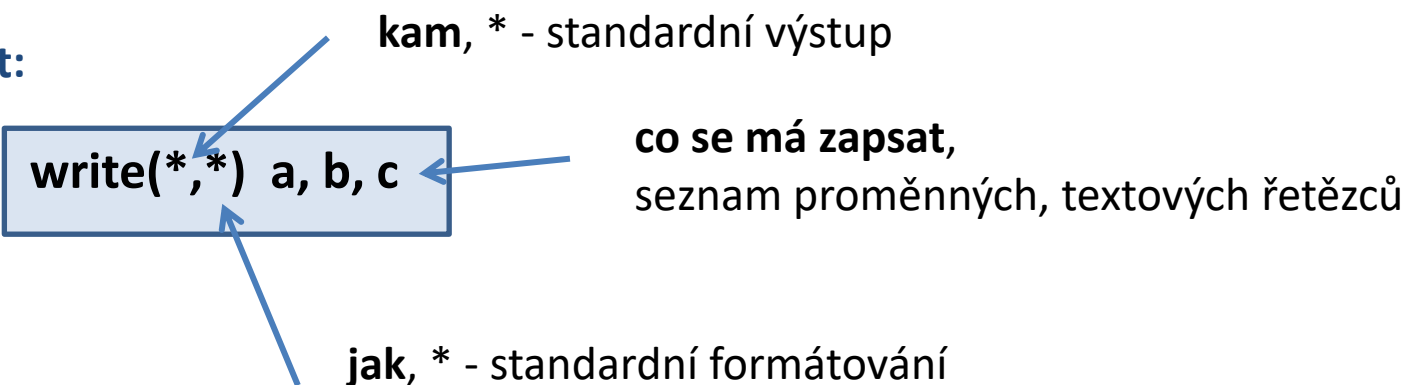 kam, * - standardní výstup
t:
co se má zapsat,
write(*,*) a, b, c
seznam proměnných, textových řetězců
jak, * - standardní formátování